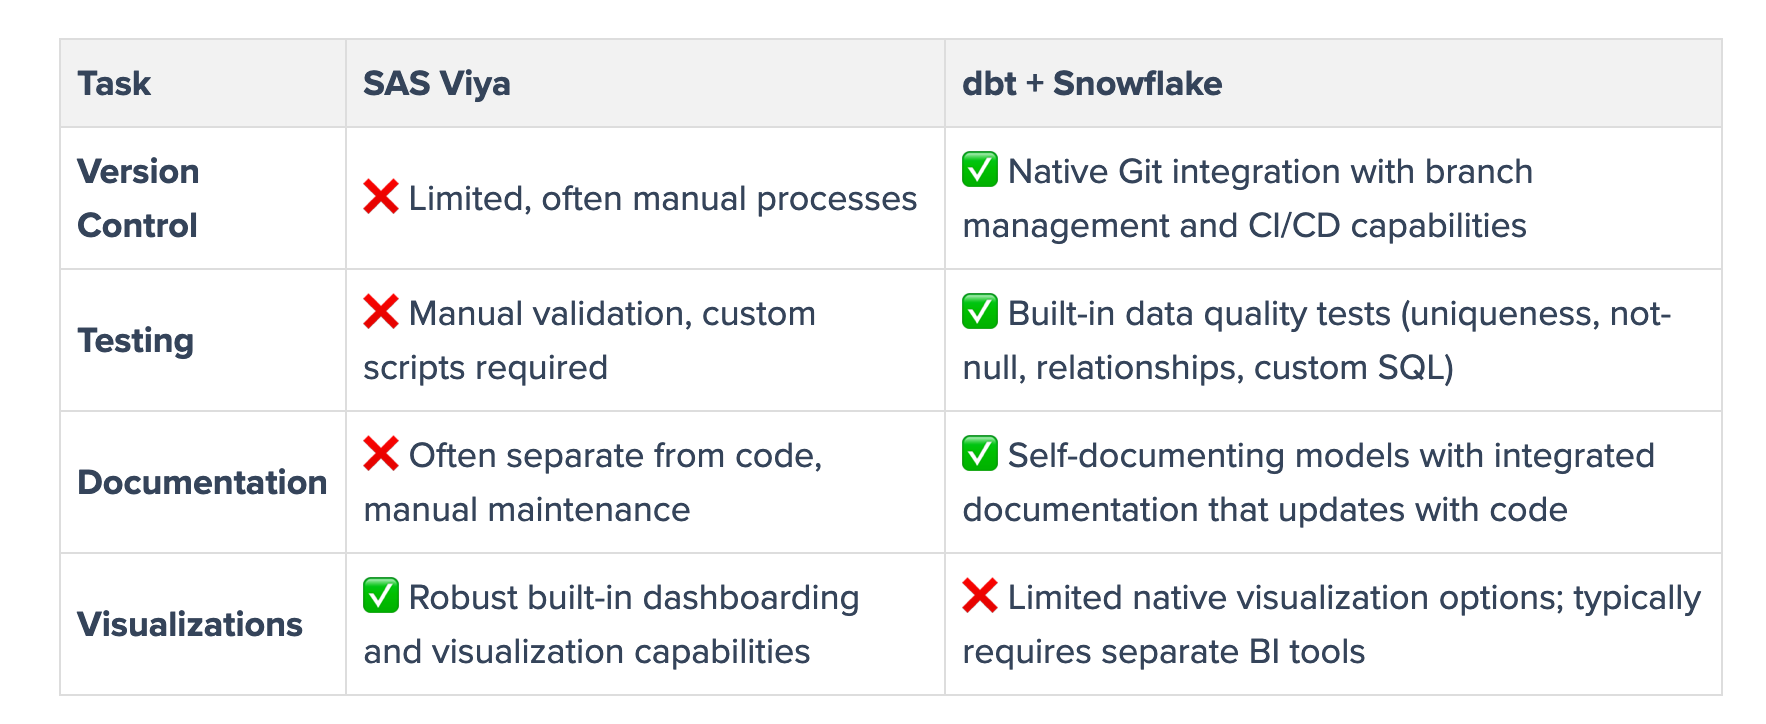 Task
SAS Viya
dbt + Snowflake
Version
Control
❌ Limited, often manual processes
✅ Native Git integration with branch
management and CI/CD capabilities
Testing
❌ Manual validation, custom
scripts required
✅ Built-in data quality tests (uniqueness, not-
null, relationships, custom SQL)
Documentation
❌ Often separate from code,
manual maintenance
✅ Self-documenting models with integrated
documentation that updates with code
Visualizations
✅ Robust built-in dashboarding
and visualization capabilities
❌ Limited native visualization options; typically
requires separate BI tools